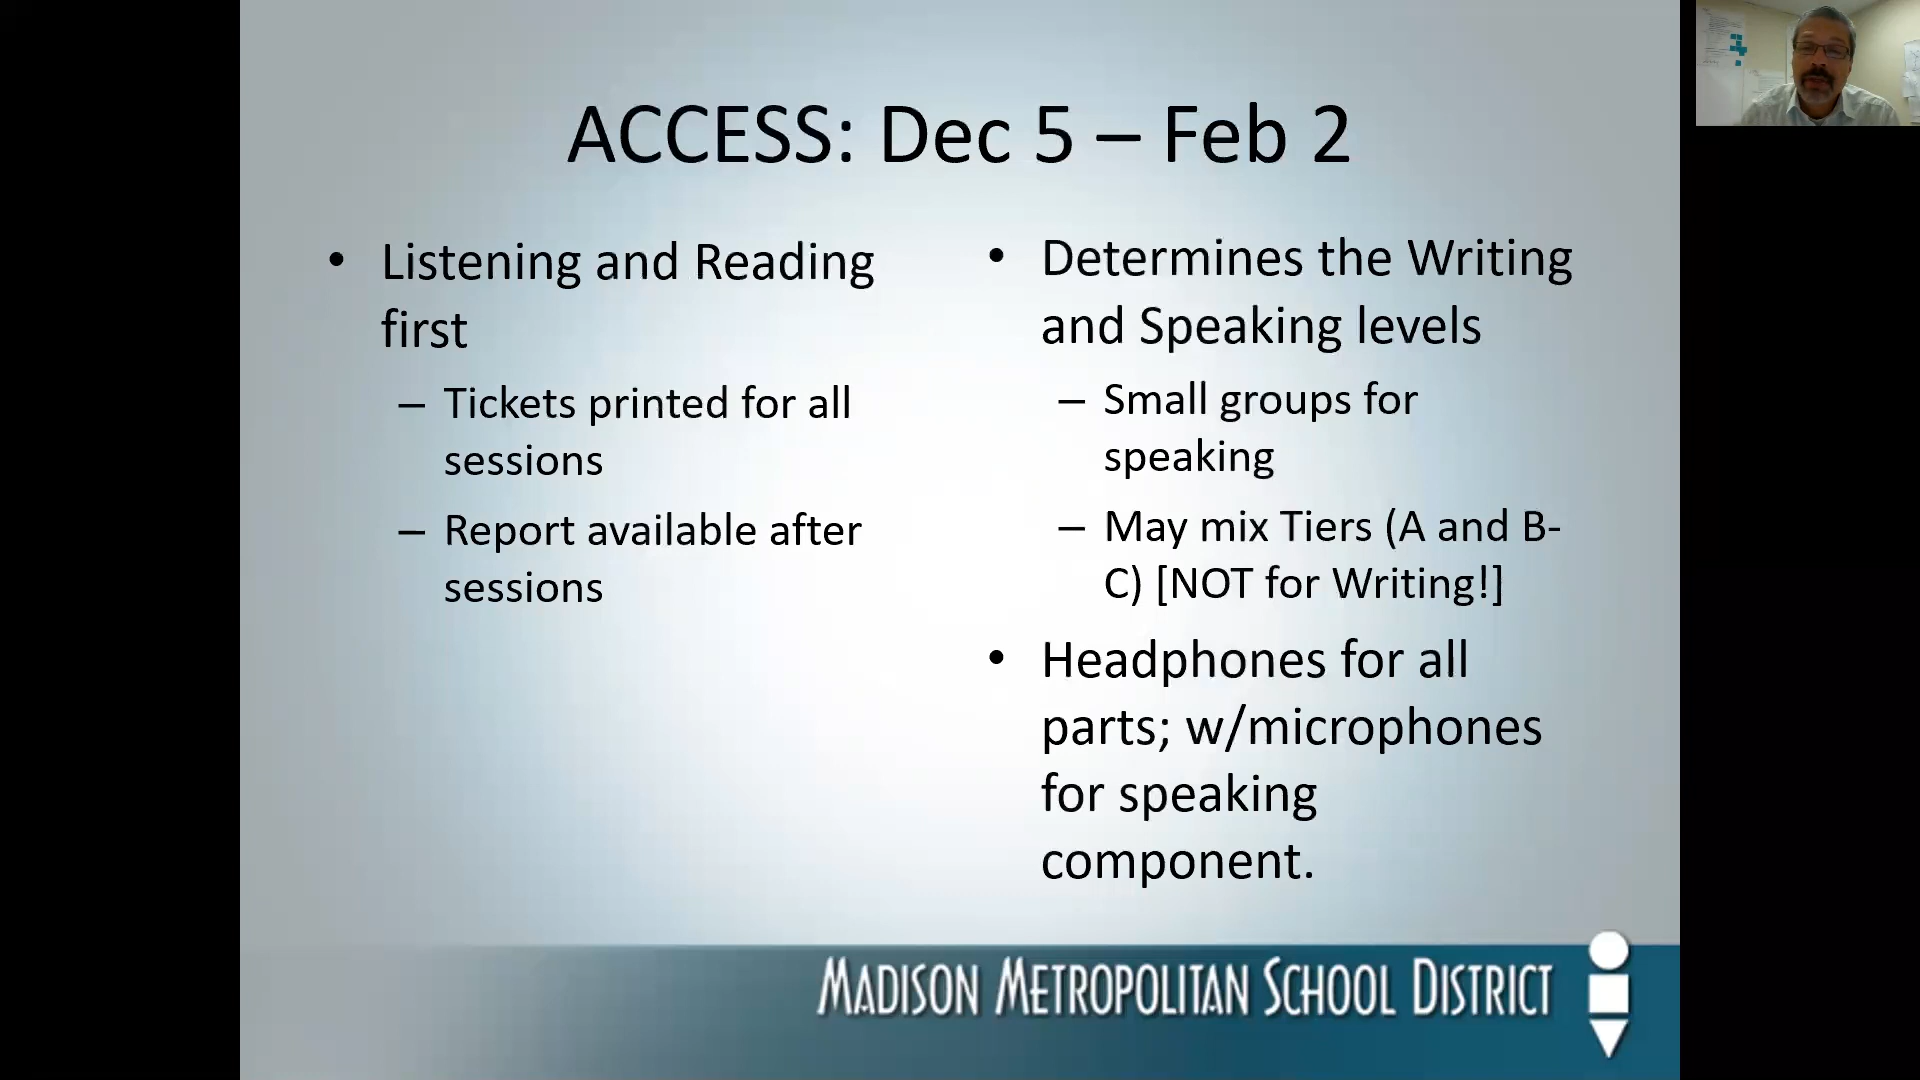 ACCESS: Dec 5 – Feb 2
• Listening and Reading
first
– Tickets printed for all
sessions
– Report available after
sessions
• Determines the Writing
and Speaking levels
– Small groups for
speaking
– May mix Tiers (A and B-
C) [NOT for Writing!]
• Headphones for all
parts; w/microphones
for speaking
component.
MADISON METROPOLITAN SCHOOL DISTRICT